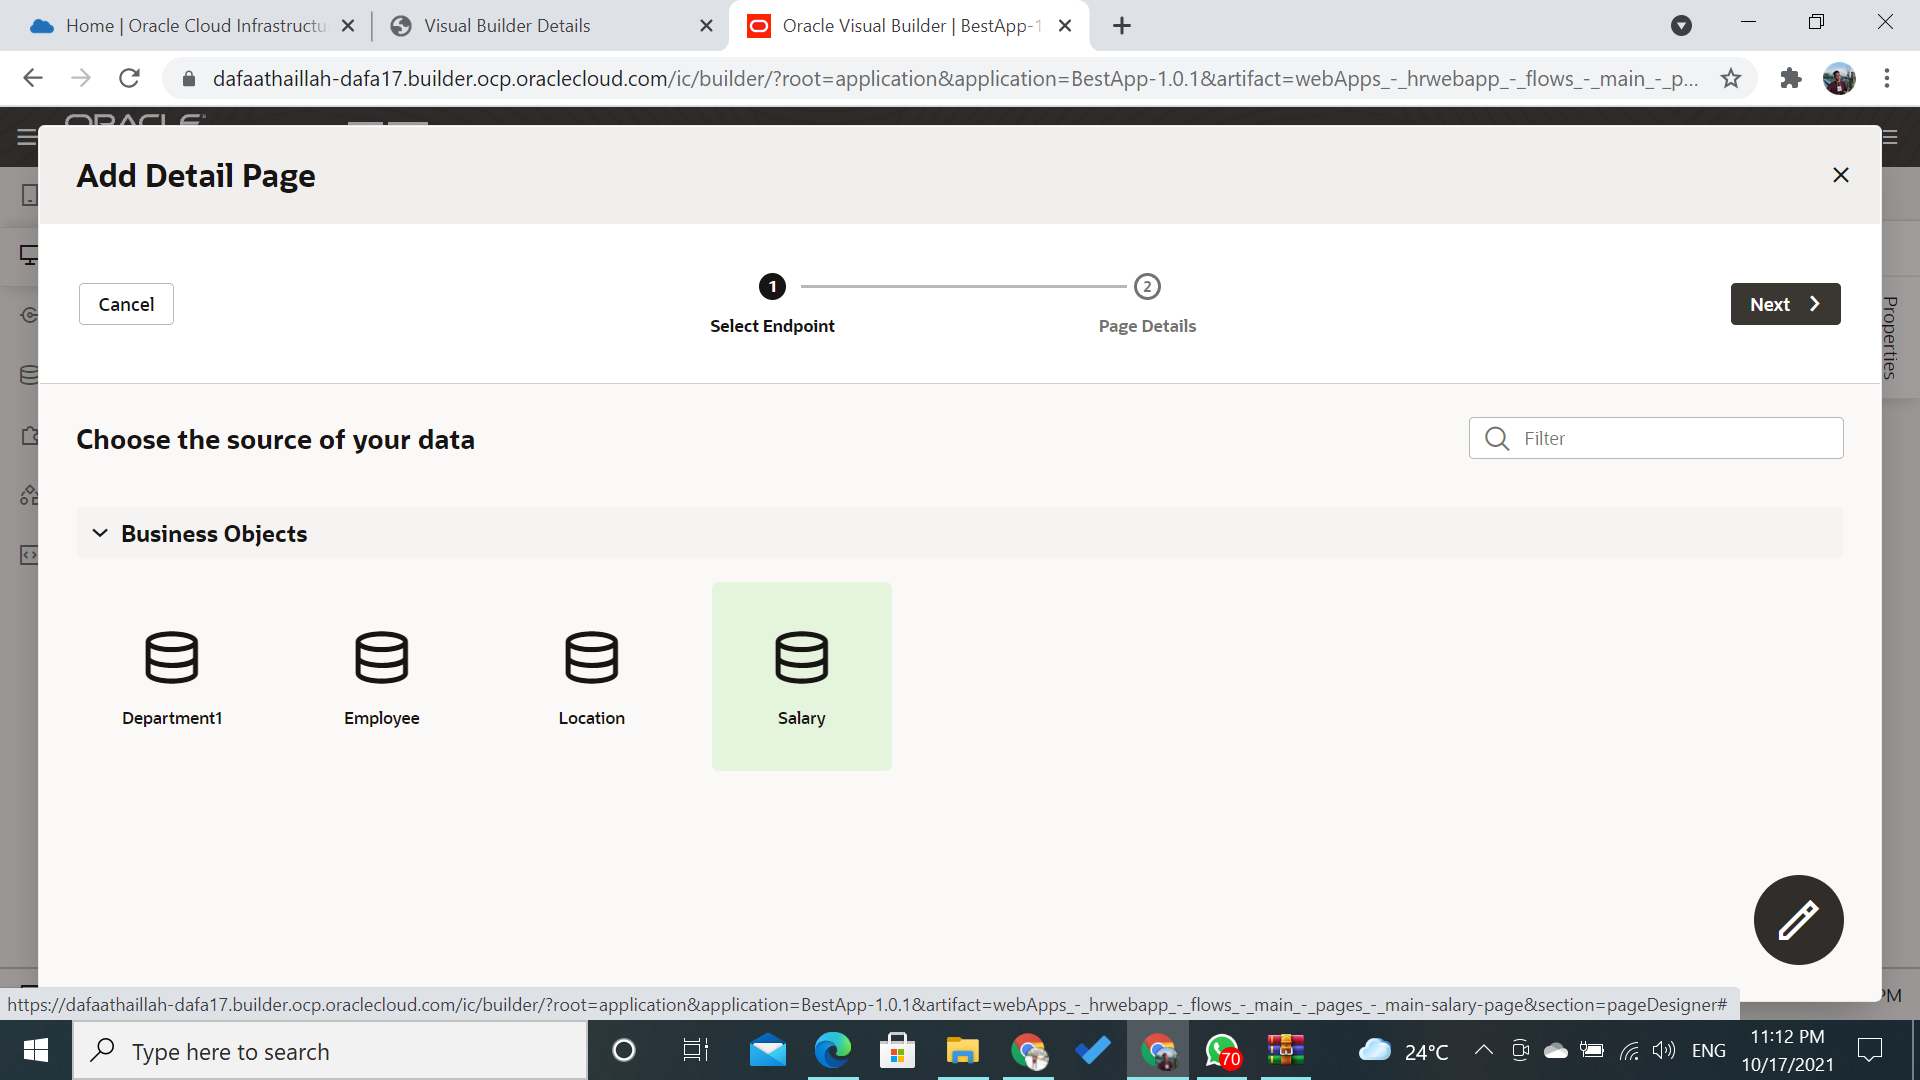 Home | Oracle Cloud Infrastructu
Visual Builder Details
Oracle Visual Builder | BestApp-1
dafaathaillah-dafa17.builder.ocp.oraclecloud.com/ic/builder/?root=application&application=BestApp-1.0.1&artifact=webApps_-_hrwebapp_-_flows_-_main_-_p...
ORACLE
Add Detail Page
Cancel
1
2
Select Endpoint
Page Details
Next
Properties
Choose the source of your data
Filter
Business Objects
Department1
Employee
Location
Salary
PM
https://dafaathaillah-dafa17.builder.ocp.oraclecloud.com/ic/builder/?root=application&application=BestApp-1.0.1&artifact=webApps_-_hrwebapp_-_flows_-_main_-_pages_-_main-salary-page&section=pageDesigner#
Type here to search
70
24°C
ENG
11:12 PM
10/17/2021